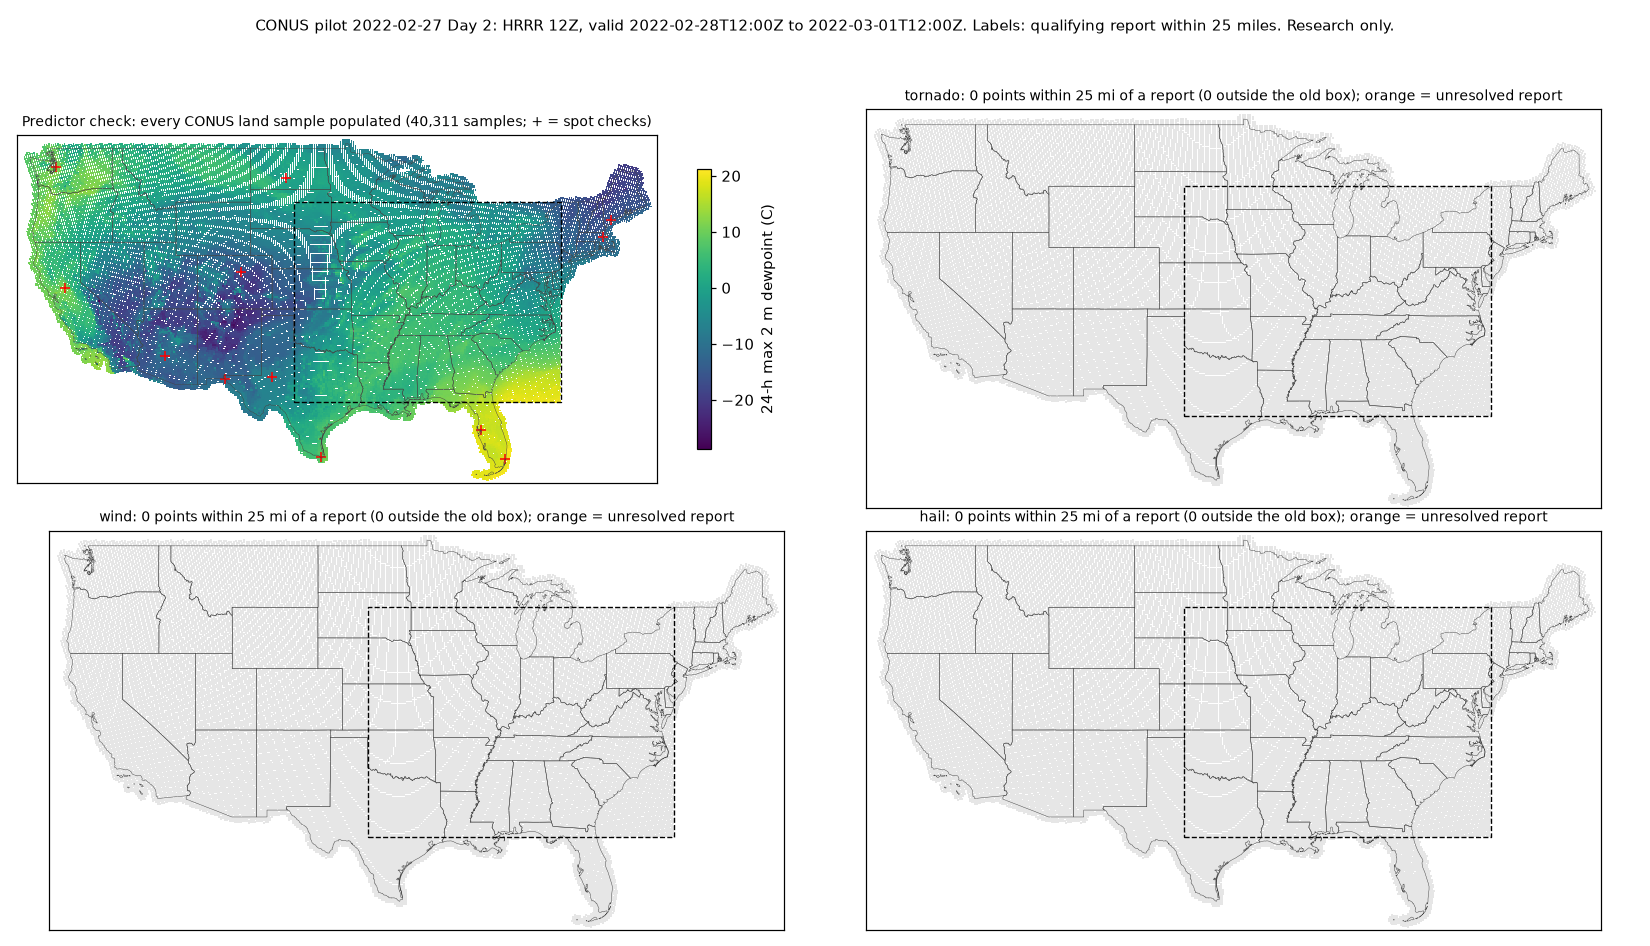 CONUS pilot 2022-02-27 Day 2: HRRR 12Z, valid 2022-02-28T12:00Z to 2022-03-01T12:00Z. Labels: qualifying report within 25 miles. Research only.
Predictor check: every CONUS land sample populated (40,311 samples; + = spot checks)
20
10
0
−10
−20
24-h max 2 m dewpoint (C)
tornado: 0 points within 25 mi of a report (0 outside the old box); orange = unresolved report
wind: 0 points within 25 mi of a report (0 outside the old box); orange = unresolved report
hail: 0 points within 25 mi of a report (0 outside the old box); orange = unresolved report